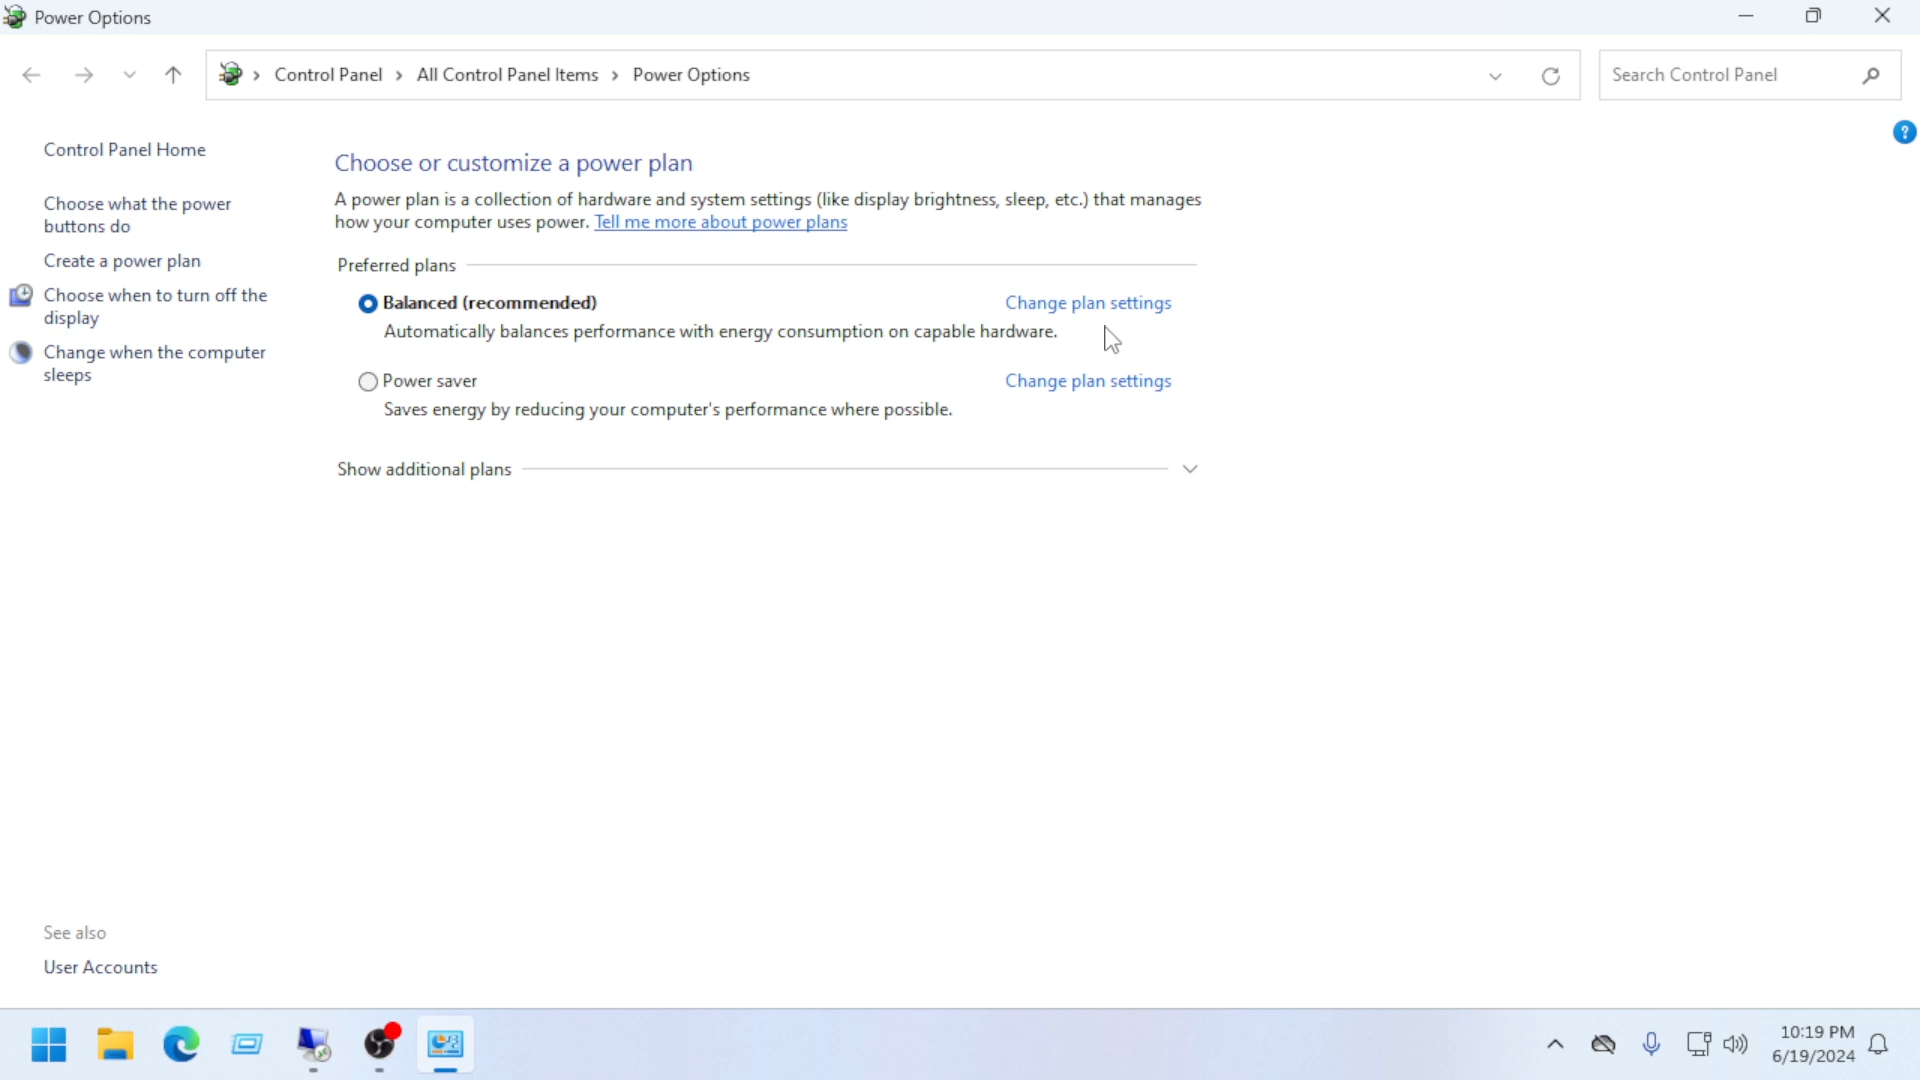 Power Options
Control Panel > All Control Panel Items > Power Options
Search Control Panel
Control Panel Home
Choose what the power
buttons do
Create a power plan
Choose when to turn off the
display
Change when the computer
sleeps
Choose or customize a power plan
A power plan is a collection of hardware and system settings (like display brightness, sleep, etc.) that manages
how your computer uses power. Tell me more about power plans
Preferred plans
Balanced (recommended) Change plan settings
Automatically balances performance with energy consumption on capable hardware.
Power saver Change plan settings
Saves energy by reducing your computer's performance where possible.
Show additional plans
See also
User Accounts
10:19 PM
6/19/2024